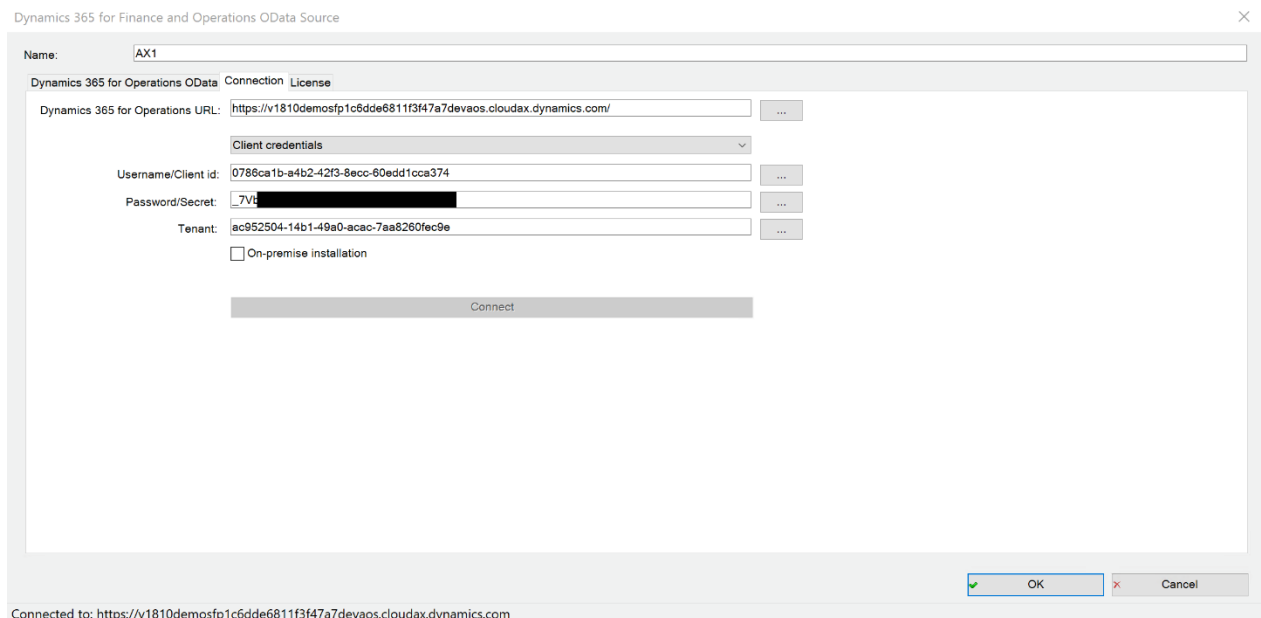 Dynamics 365 for Finance and Operations OData Source
Name: AX1
Dynamics 365 for Operations OData Connection License
Dynamics 365 for Operations URL: https://v1810demosfp1c6dde6811f3f47a7devaos.cloudax.dynamics.com/ ...
Client credentials
Username/Client id: 0786ca1b-a4b2-42f3-8ecc-60edd1cca374 ...
Password/Secret: _7Vb ...
Tenant: ac952504-14b1-49a0-acac-7aa8260fec9e ...
On-premise installation
Connect
OK Cancel
Connected to: https://v1810demosfp1c6dde6811f3f47a7devaos.cloudax.dynamics.com